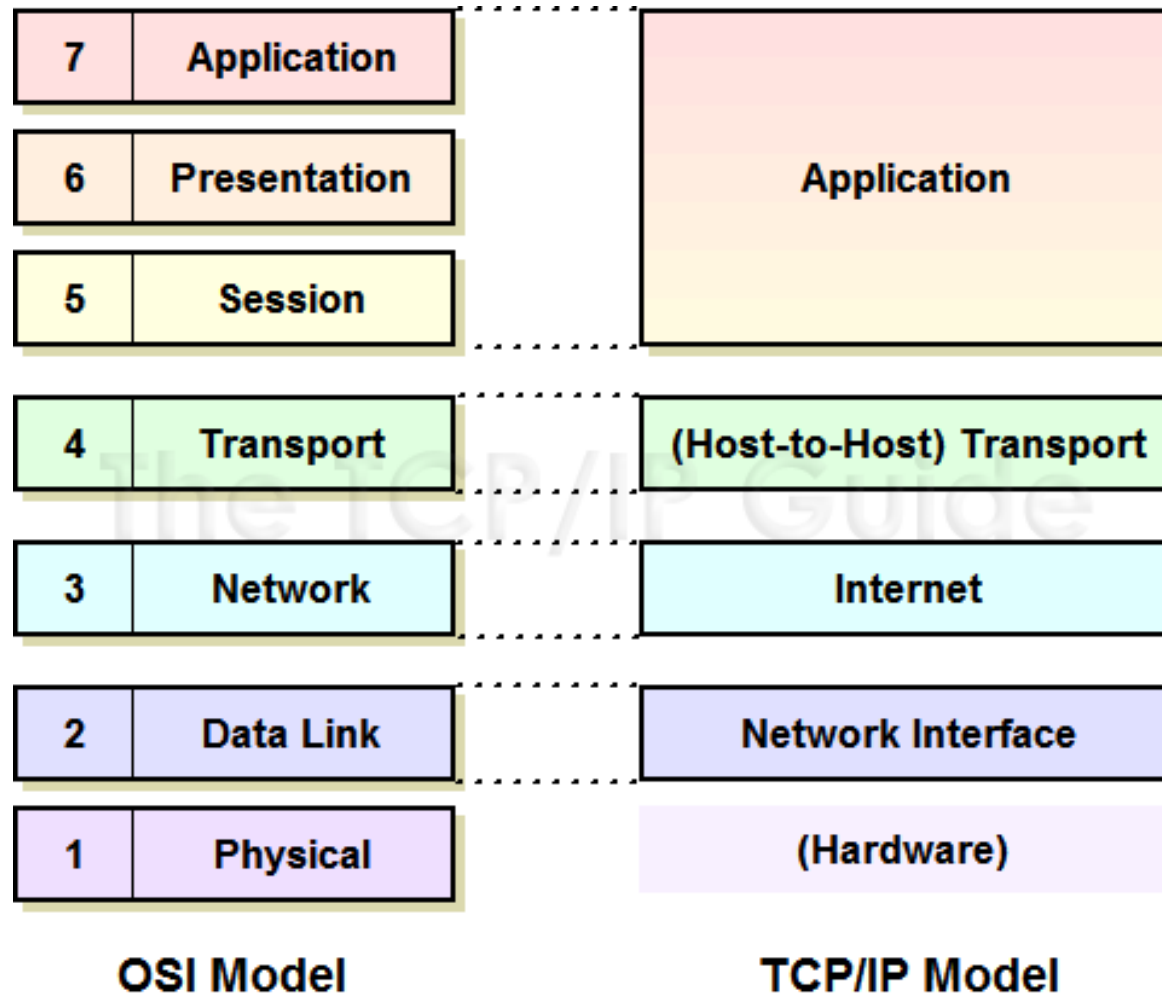 7 Application
6 Presentation
Application
5 Session
4 Transport
(Host-to-Host) Transport
The TCP/IP Guide
3 Network
Internet
2 Data Link
Network Interface
1 Physical
(Hardware)
OSI Model
TCP/IP Model